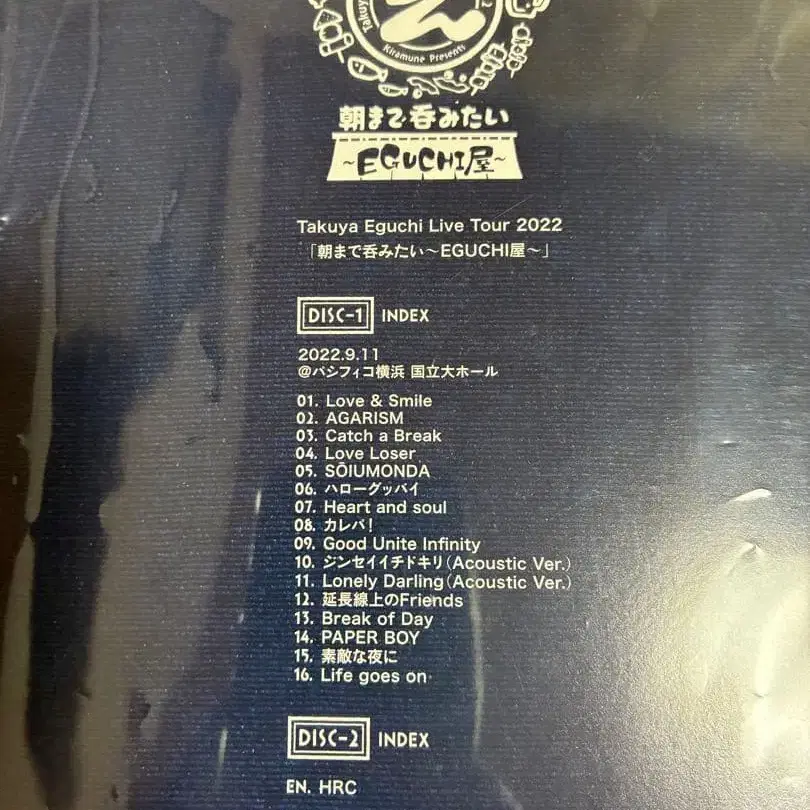 Takuya
2
Kiramune Presents
朝まで呑みたい
~EGUCHI屋~
Takuya Eguchi Live Tour 2022
「朝まで呑みたい～EGUCHI屋～」
DISC-1 INDEX
2022.9.11
@パシフィコ横浜 国立大ホール
01. Love & Smile
02. AGARISM
03. Catch a Break
04. Love Loser
05. SŌIUMONDA
06. ハローグッバイ
07. Heart and soul
08. カレバ！
09. Good Unite Infinity
10. ジンセイイチドキリ（Acoustic Ver.）
11. Lonely Darling（Acoustic Ver.）
12. 延長線上のFriends
13. Break of Day
14. PAPER BOY
15. 素敵な夜に
16. Life goes on
DISC-2 INDEX
EN. HRC